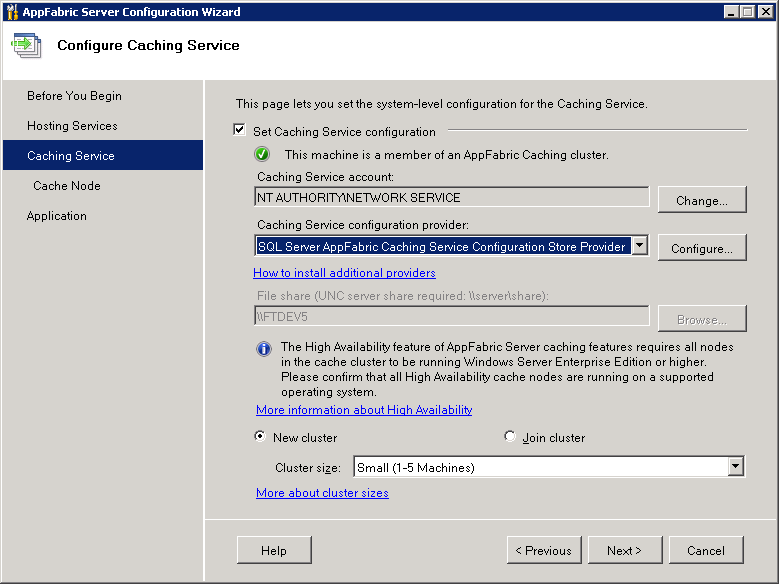 AppFabric Server Configuration Wizard
Configure Caching Service
Before You Begin
Hosting Services
Caching Service
Cache Node
Application
This page lets you set the system-level configuration for the Caching Service.
Set Caching Service configuration
This machine is a member of an AppFabric Caching cluster.
Caching Service account:
NT AUTHORITY\NETWORK SERVICE
Change...
Caching Service configuration provider:
SQL Server AppFabric Caching Service Configuration Store Provider
Configure...
How to install additional providers
File share (UNC server share required: \\server\share):
\\FTDEV5
Browse...
The High Availability feature of AppFabric Server caching features requires all nodes
in the cache cluster to be running Windows Server Enterprise Edition or higher.
Please confirm that all High Availability cache nodes are running on a supported
operating system.
More information about High Availability
New cluster
Join cluster
Cluster size:
Small (1-5 Machines)
More about cluster sizes
Help
< Previous
Next >
Cancel